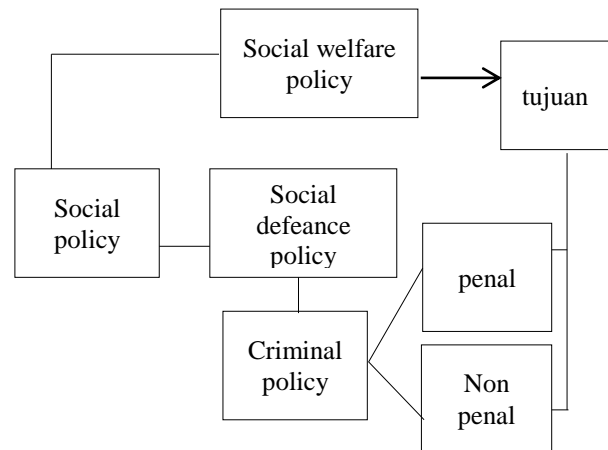 Social welfare
policy
tujuan
Social
policy
Social
defeance
policy
penal
Criminal
policy
Non
penal